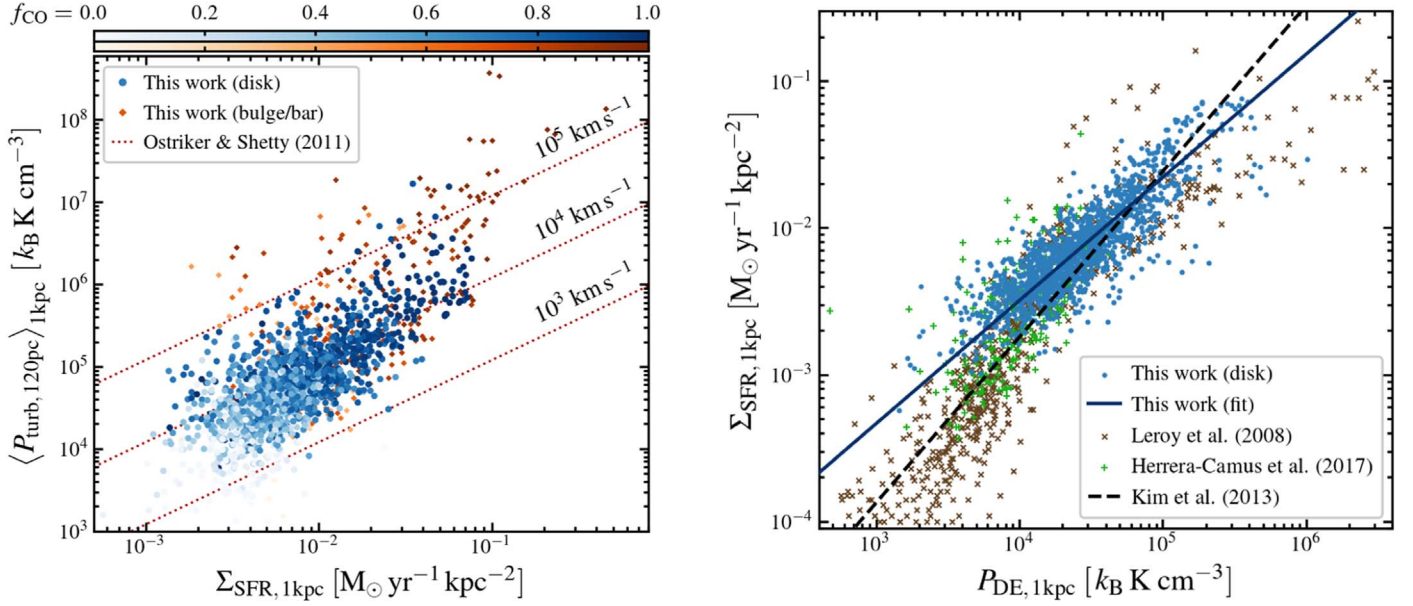 f_CO = 0.0 0.2 0.4 0.6 0.8 1.0
This work (disk)
This work (bulge/bar)
Ostriker & Shetty (2011)
10^5 km s^−1
10^4 km s^−1
10^3 km s^−1
10^8
10^7
10^6
10^5
10^4
10^3
⟨P_turb, 120pc⟩_1kpc [k_B K cm^−3]
10^−3 10^−2 10^−1
Σ_SFR, 1kpc [M_⊙ yr^−1 kpc^−2]
10^−1
10^−2
10^−3
10^−4
Σ_SFR, 1kpc [M_⊙ yr^−1 kpc^−2]
This work (disk)
This work (fit)
Leroy et al. (2008)
Herrera-Camus et al. (2017)
Kim et al. (2013)
10^3 10^4 10^5 10^6
P_DE, 1kpc [k_B K cm^−3]